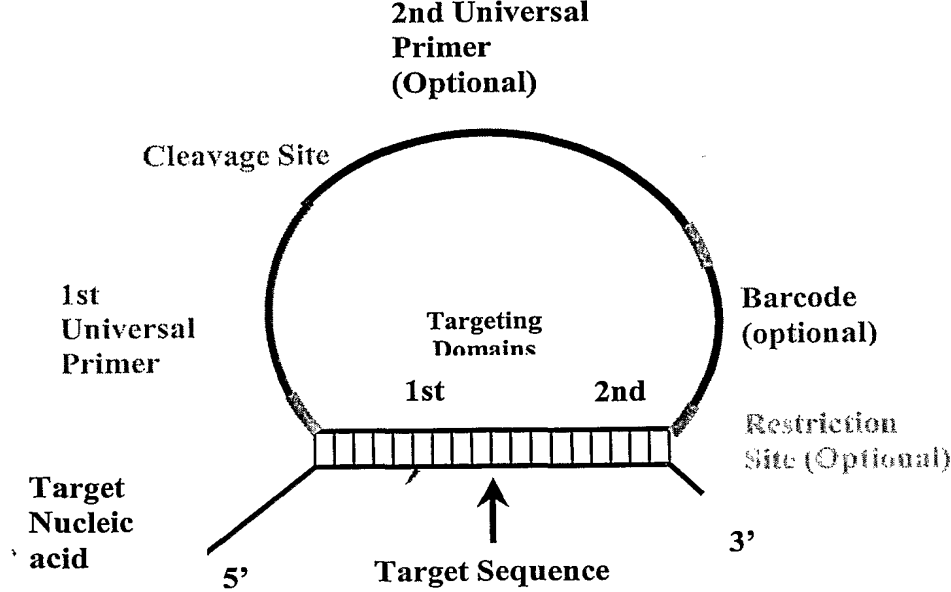 2nd Universal
Primer
(Optional)
Cleavage Site
1st
Universal
Primer
Targeting
Domains
Barcode
(optional)
1st
2nd
Restriction
Site (Optional)
Target
Nucleic
acid
5’
Target Sequence
3’